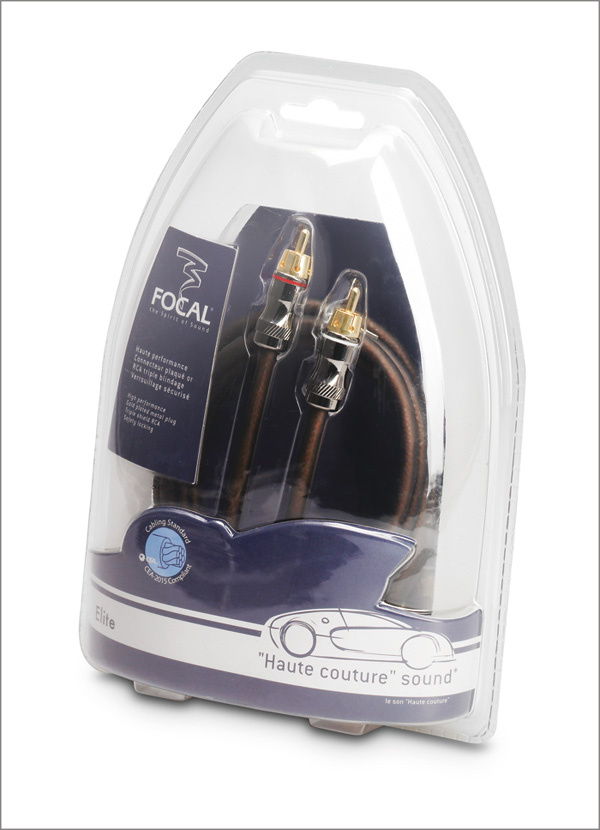 FOCAL®
the Spirit of Sound
Haute performance
Connecteur plaqué or
RCA triple blindage
Verrouillage sécurisé
High performance
Gold plated metal plug
Triple shield RCA
Safety locking
Cabling Standard
CEA-2015 Compliant
Elite
"Haute couture" sound*
le son "Haute couture"